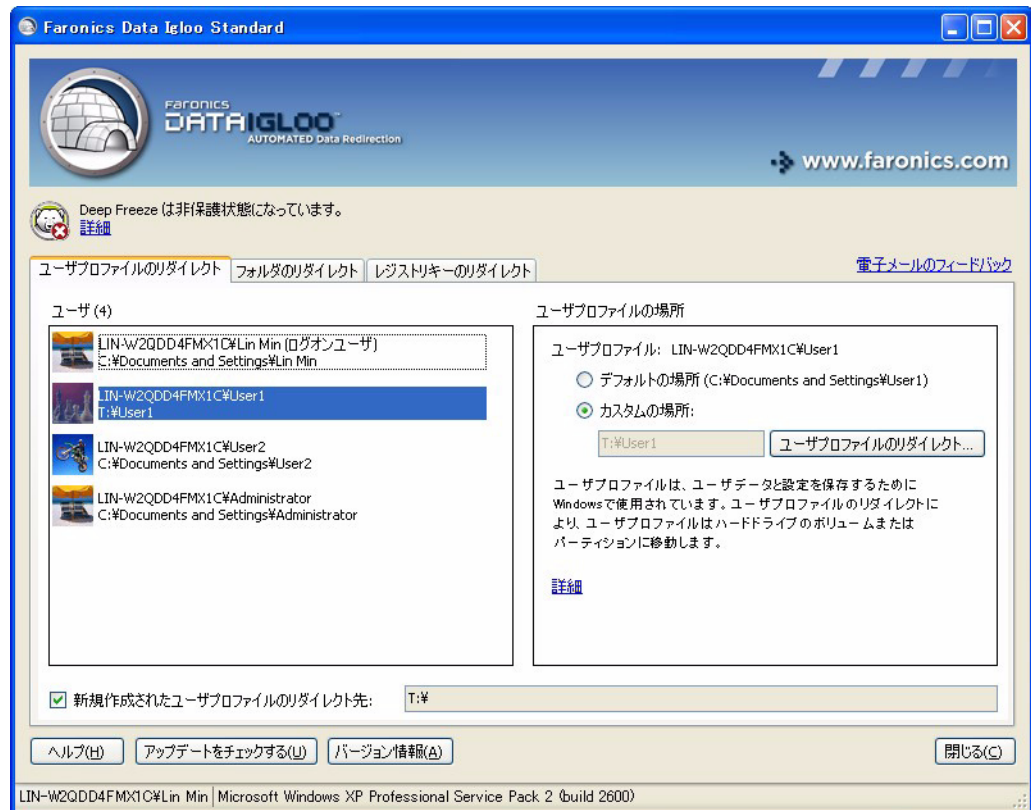 Faronics Data Igloo Standard
Faronics
DATA IGLOO™
AUTOMATED Data Redirection
www.faronics.com
Deep Freeze は非保護状態になっています。
詳細
ユーザプロファイルのリダイレクト フォルダのリダイレクト レジストリキーのリダイレクト 電子メールのフィードバック
ユーザ (4)
LIN-W2QDD4FMX1C¥Lin Min (ログオンユーザ)
C:¥Documents and Settings¥Lin Min
LIN-W2QDD4FMX1C¥User1
T:¥User1
LIN-W2QDD4FMX1C¥User2
C:¥Documents and Settings¥User2
LIN-W2QDD4FMX1C¥Administrator
C:¥Documents and Settings¥Administrator
ユーザプロファイルの場所
ユーザプロファイル: LIN-W2QDD4FMX1C¥User1
デフォルトの場所 (C:¥Documents and Settings¥User1)
カスタムの場所:
T:¥User1 ユーザプロファイルのリダイレクト...
ユーザプロファイルは、ユーザデータと設定を保存するために
Windowsで使用されています。ユーザプロファイルのリダイレクトに
より、ユーザプロファイルはハードドライブのボリュームまたは
パーティションに移動します。
詳細
新規作成されたユーザプロファイルのリダイレクト先: T:¥
ヘルプ(H) アップデートをチェックする(U) バージョン情報(A) 閉じる(C)
LIN-W2QDD4FMX1C¥Lin Min Microsoft Windows XP Professional Service Pack 2 (build 2600)